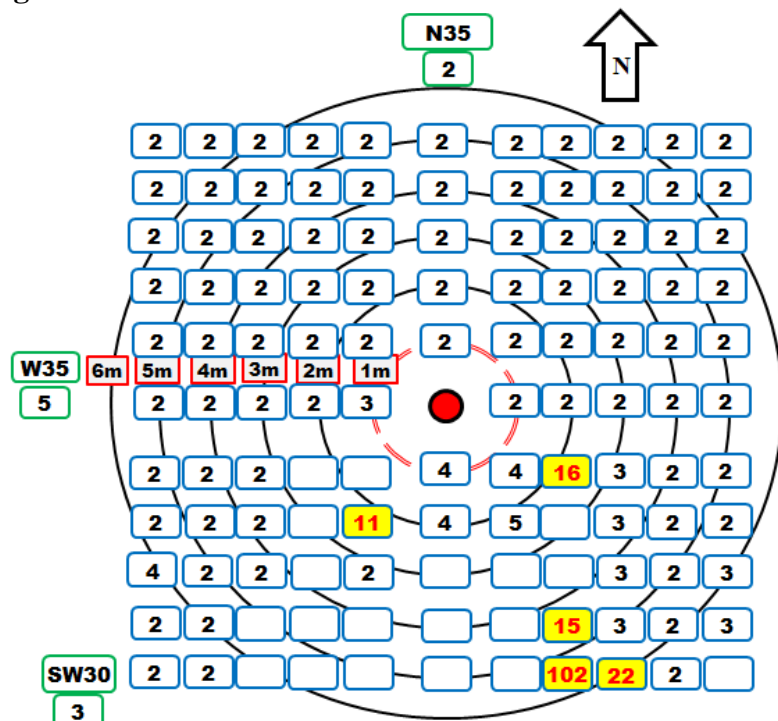 N35
2
N
2 2 2 2 2 2 2 2 2 2 2
2 2 2 2 2 2 2 2 2 2 2
2 2 2 2 2 2 2 2 2 2 2
2 2 2 2 2 2 2 2 2 2 2
2 2 2 2 2 2 2 2 2 2 2
W35 6m 5m 4m 3m 2m 1m
5 2 2 2 2 3 2 2 2 2 2
2 2 2 4 4 16 3 2 2
2 2 2 11 4 5 3 2 2
4 2 2 2 3 2 3
2 2 15 3 2 3
SW30 2 2 102 22 2
3